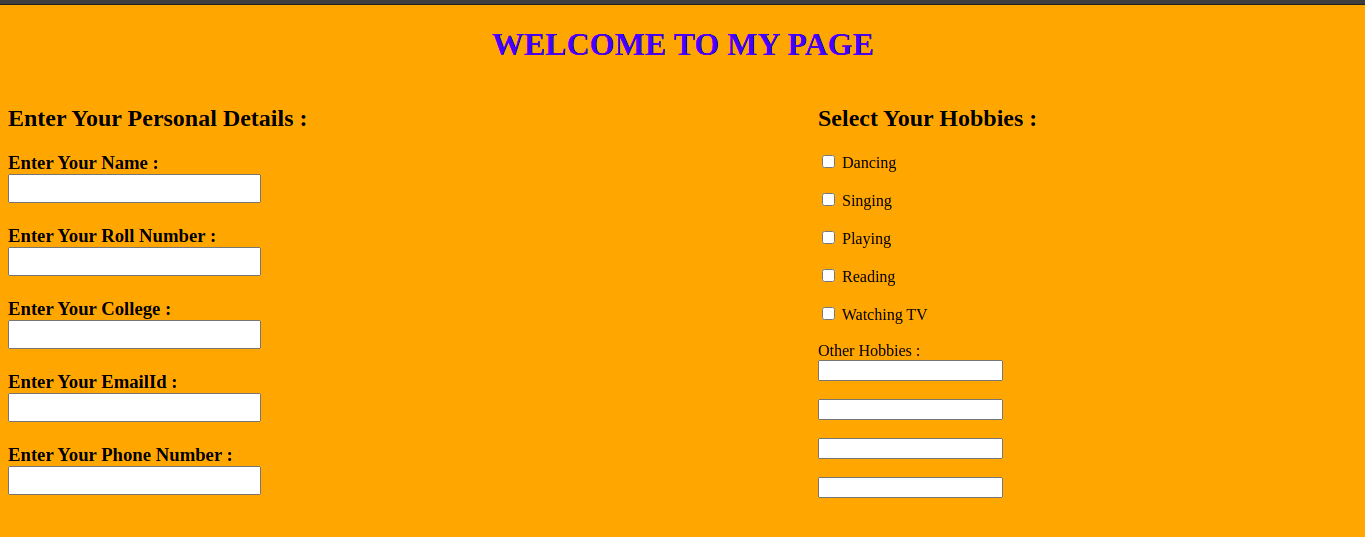 WELCOME TO MY PAGE
Enter Your Personal Details :
Enter Your Name :
Enter Your Roll Number :
Enter Your College :
Enter Your EmailId :
Enter Your Phone Number :
Select Your Hobbies :
Dancing
Singing
Playing
Reading
Watching TV
Other Hobbies :